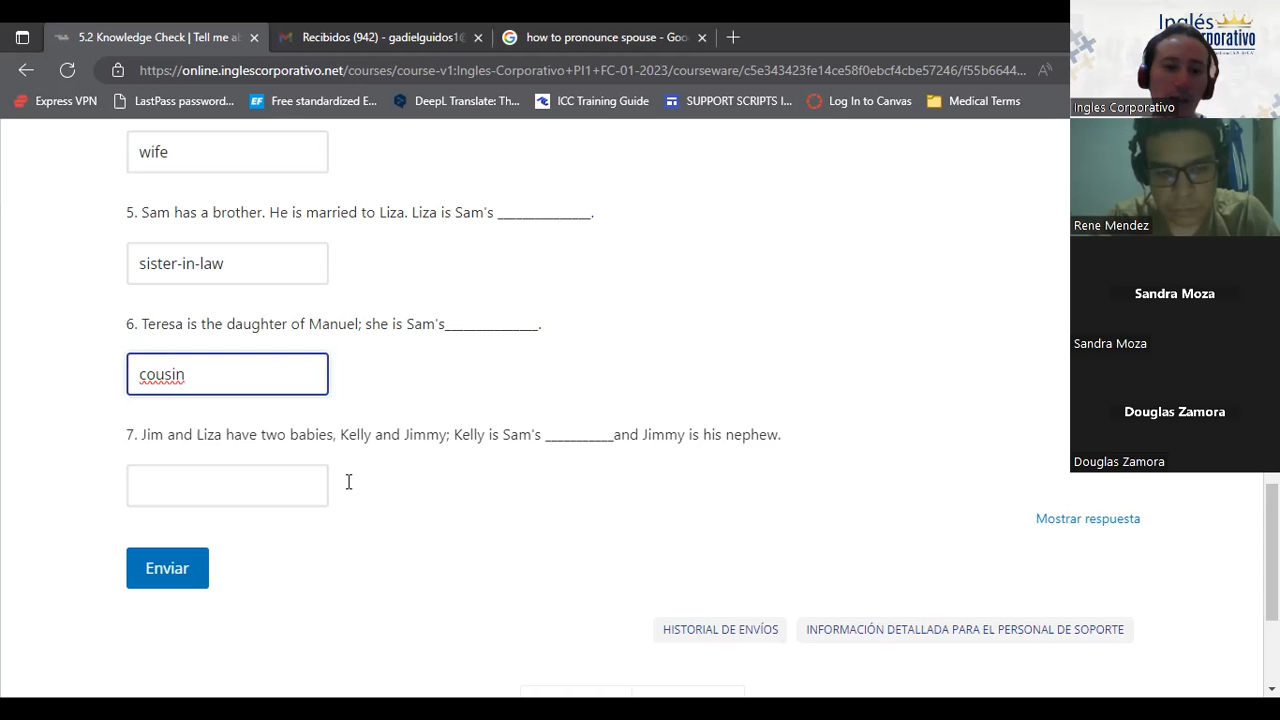 5.2 Knowledge Check | Tell me ab
Recibidos (942) - gadielguidos1@
how to pronounce spouse - Goo
https://online.inglescorporativo.net/courses/course-v1:Ingles-Corporativo+PI1+FC-01-2023/courseware/c5e343423fe14ce58f0ebcf4cbe57246/f55b6644...
Express VPN
LastPass password...
EF Free standardized E...
DeepL Translate: Th...
ICC Training Guide
SUPPORT SCRIPTS I...
Log In to Canvas
Medical Terms
Inglés
Ingles Corporativo
Rene Mendez
Sandra Moza
Sandra Moza
Douglas Zamora
Douglas Zamora
wife
5. Sam has a brother. He is married to Liza. Liza is Sam's ______________.
sister-in-law
6. Teresa is the daughter of Manuel; she is Sam's______________.
cousin
7. Jim and Liza have two babies, Kelly and Jimmy; Kelly is Sam's __________and Jimmy is his nephew.
Mostrar respuesta
Enviar
HISTORIAL DE ENVÍOS
INFORMACIÓN DETALLADA PARA EL PERSONAL DE SOPORTE